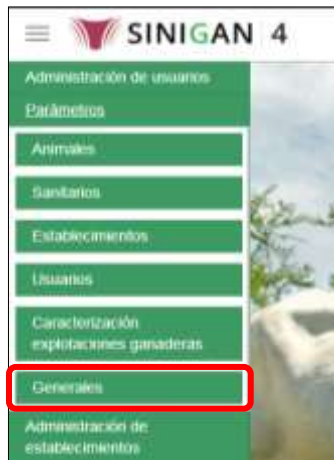 SINIGAN 4
Administración de usuarios
Parámetros
Animales
Sanitarios
Establecimientos
Usuarios
Caracterización
explotaciones ganaderas
Generales
Administración de
establecimientos